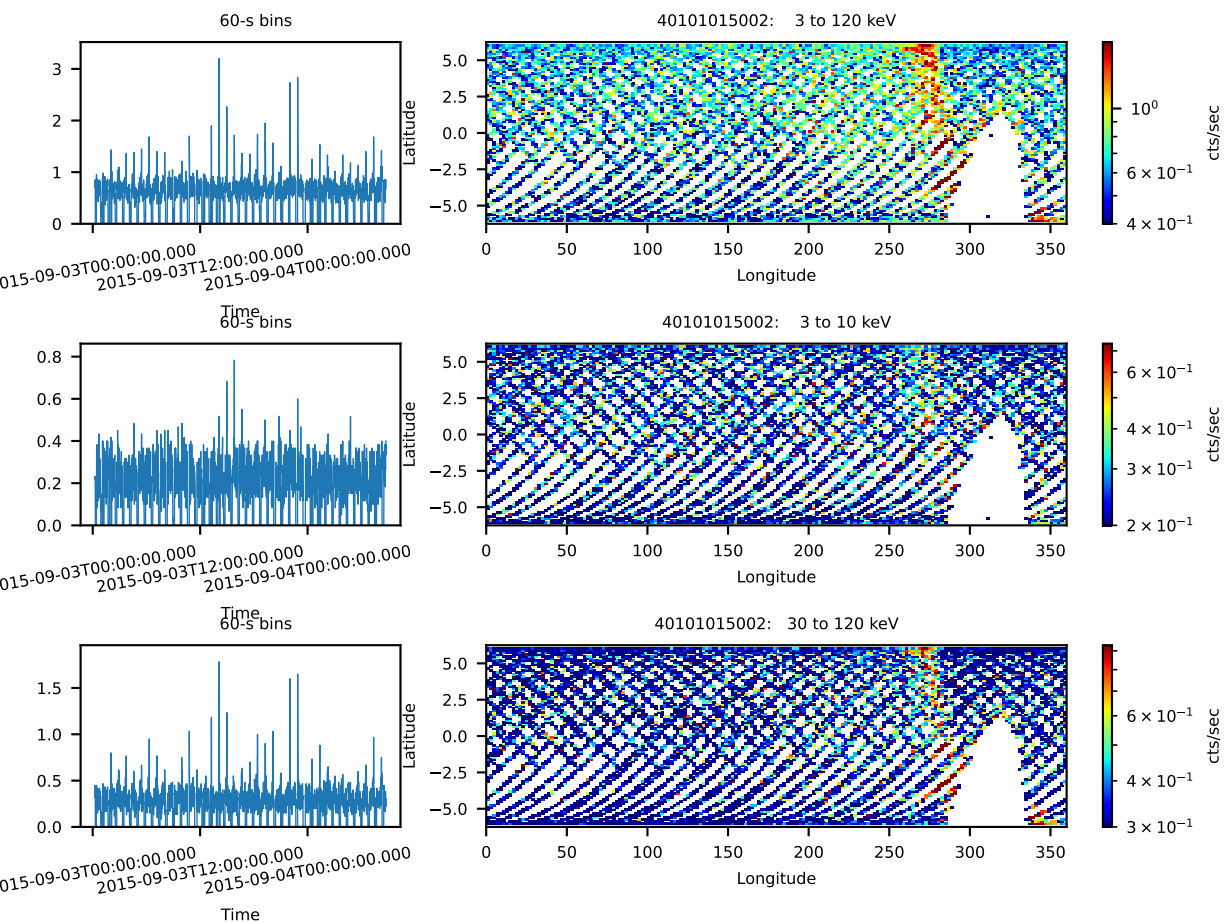 60-s bins
40101015002: 3 to 120 keV
3
2
1
0
015-09-03T00:00:00.000
2015-09-03T12:00:00.000
2015-09-04T00:00:00.000
Time
Latitude
5.0
2.5
0.0
−2.5
−5.0
0 50 100 150 200 250 300 350
Longitude
10⁰
6 × 10⁻¹
4 × 10⁻¹
cts/sec
60-s bins
40101015002: 3 to 10 keV
0.8
0.6
0.4
0.2
0.0
015-09-03T00:00:00.000
2015-09-03T12:00:00.000
2015-09-04T00:00:00.000
Time
Latitude
5.0
2.5
0.0
−2.5
−5.0
0 50 100 150 200 250 300 350
Longitude
6 × 10⁻¹
4 × 10⁻¹
3 × 10⁻¹
2 × 10⁻¹
cts/sec
60-s bins
40101015002: 30 to 120 keV
1.5
1.0
0.5
0.0
015-09-03T00:00:00.000
2015-09-03T12:00:00.000
2015-09-04T00:00:00.000
Time
Latitude
5.0
2.5
0.0
−2.5
−5.0
0 50 100 150 200 250 300 350
Longitude
6 × 10⁻¹
4 × 10⁻¹
3 × 10⁻¹
cts/sec